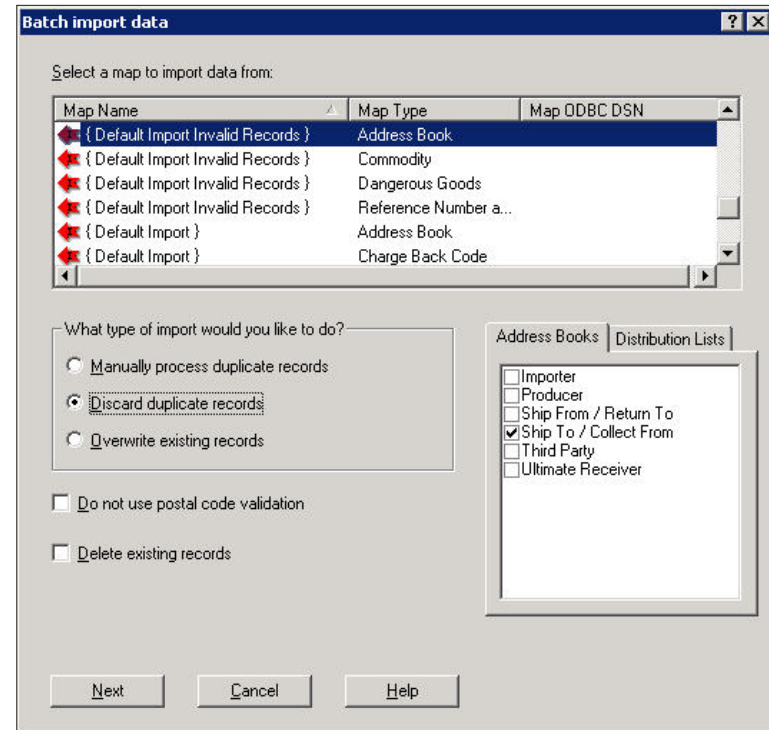 Batch import data
Select a map to import data from:
Map Name Map Type Map ODBC DSN
{ Default Import Invalid Records } Address Book
{ Default Import Invalid Records } Commodity
{ Default Import Invalid Records } Dangerous Goods
{ Default Import Invalid Records } Reference Number a...
{ Default Import } Address Book
{ Default Import } Charge Back Code
What type of import would you like to do?
Manually process duplicate records
Discard duplicate records
Overwrite existing records
Do not use postal code validation
Delete existing records
Address Books Distribution Lists
Importer
Producer
Ship From / Return To
Ship To / Collect From
Third Party
Ultimate Receiver
Next Cancel Help